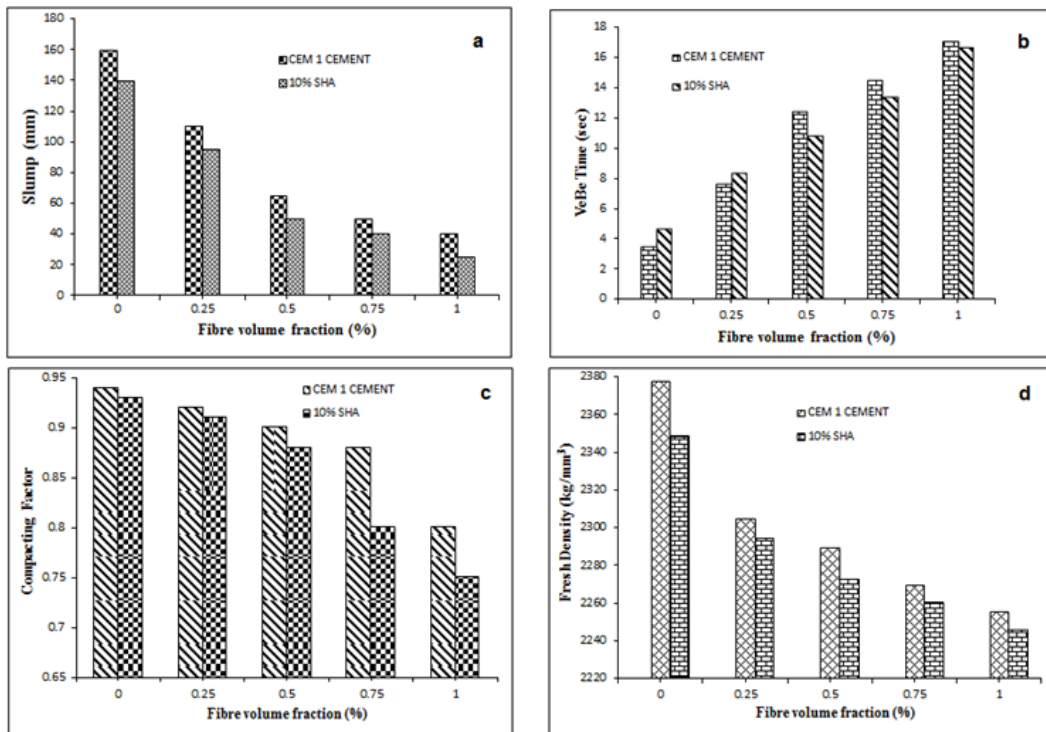 a
CEM 1 CEMENT
10% SHA
Slump (mm)
180
160
140
120
100
80
60
40
20
0
0 0.25 0.5 0.75 1
Fibre volume fraction (%)
b
CEM 1 CEMENT
10% SHA
VeBe Time (sec)
18
16
14
12
10
8
6
4
2
0
0 0.25 0.5 0.75 1
Fibre volume fraction (%)
c
CEM 1 CEMENT
10% SHA
Compacting Factor
0.95
0.9
0.85
0.8
0.75
0.7
0.65
0 0.25 0.5 0.75 1
Fibre volume fraction (%)
d
CEM 1 CEMENT
10% SHA
Fresh Density (kg/mm³)
2380
2360
2340
2320
2300
2280
2260
2240
2220
0 0.25 0.5 0.75 1
Fibre volume fraction (%)